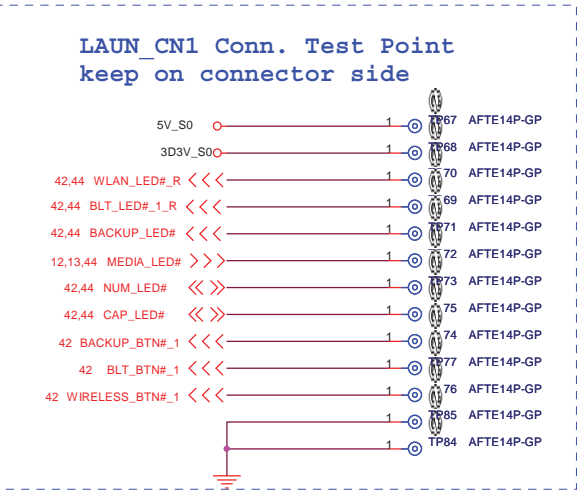 LAUN_CN1 Conn. Test Point
keep on connector side
5V_S0 1 TP67 AFTE14P-GP
3D3V_S0 1 TP68 AFTE14P-GP
42,44 WLAN_LED#_R 1 70 AFTE14P-GP
42,44 BLT_LED#_1_R 1 69 AFTE14P-GP
42,44 BACKUP_LED# 1 TP71 AFTE14P-GP
12,13,44 MEDIA_LED# 1 72 AFTE14P-GP
42,44 NUM_LED# 1 TP73 AFTE14P-GP
42,44 CAP_LED# 1 75 AFTE14P-GP
42 BACKUP_BTN#_1 1 74 AFTE14P-GP
42 BLT_BTN#_1 1 TP77 AFTE14P-GP
42 WIRELESS_BTN#_1 1 76 AFTE14P-GP
1 TP85 AFTE14P-GP
1 TP84 AFTE14P-GP